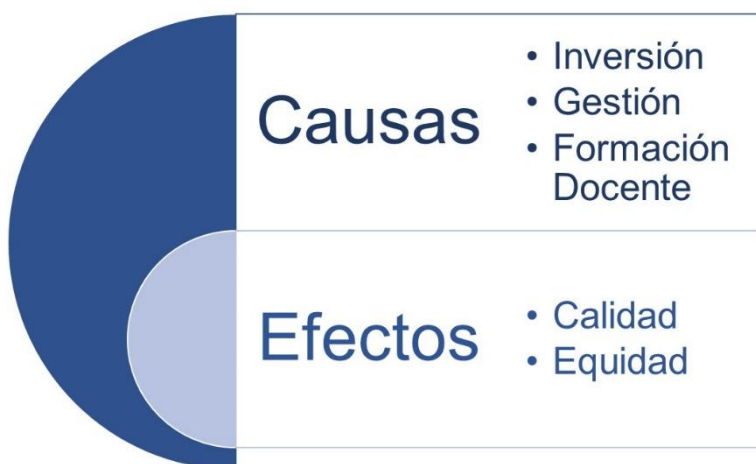 Causas
• Inversión
• Gestión
• Formación
Docente
Efectos
• Calidad
• Equidad